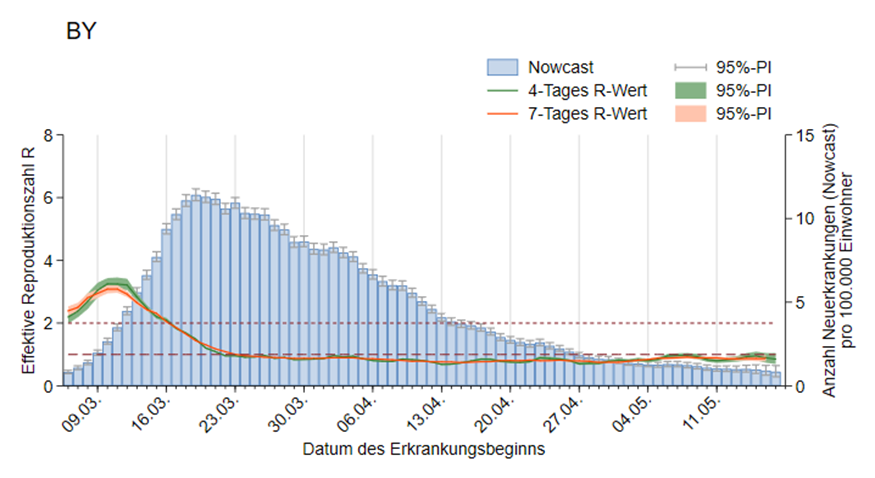 BY
Nowcast
95%-PI
4-Tages R-Wert
95%-PI
7-Tages R-Wert
95%-PI
Effektive Reproduktionszahl R
8
6
4
2
0
15
10
5
0
Anzahl Neuerkrankungen (Nowcast)
pro 100.000 Einwohner
09.03.
16.03.
23.03.
30.03.
06.04.
13.04.
20.04.
27.04.
04.05.
11.05.
Datum des Erkrankungsbeginns